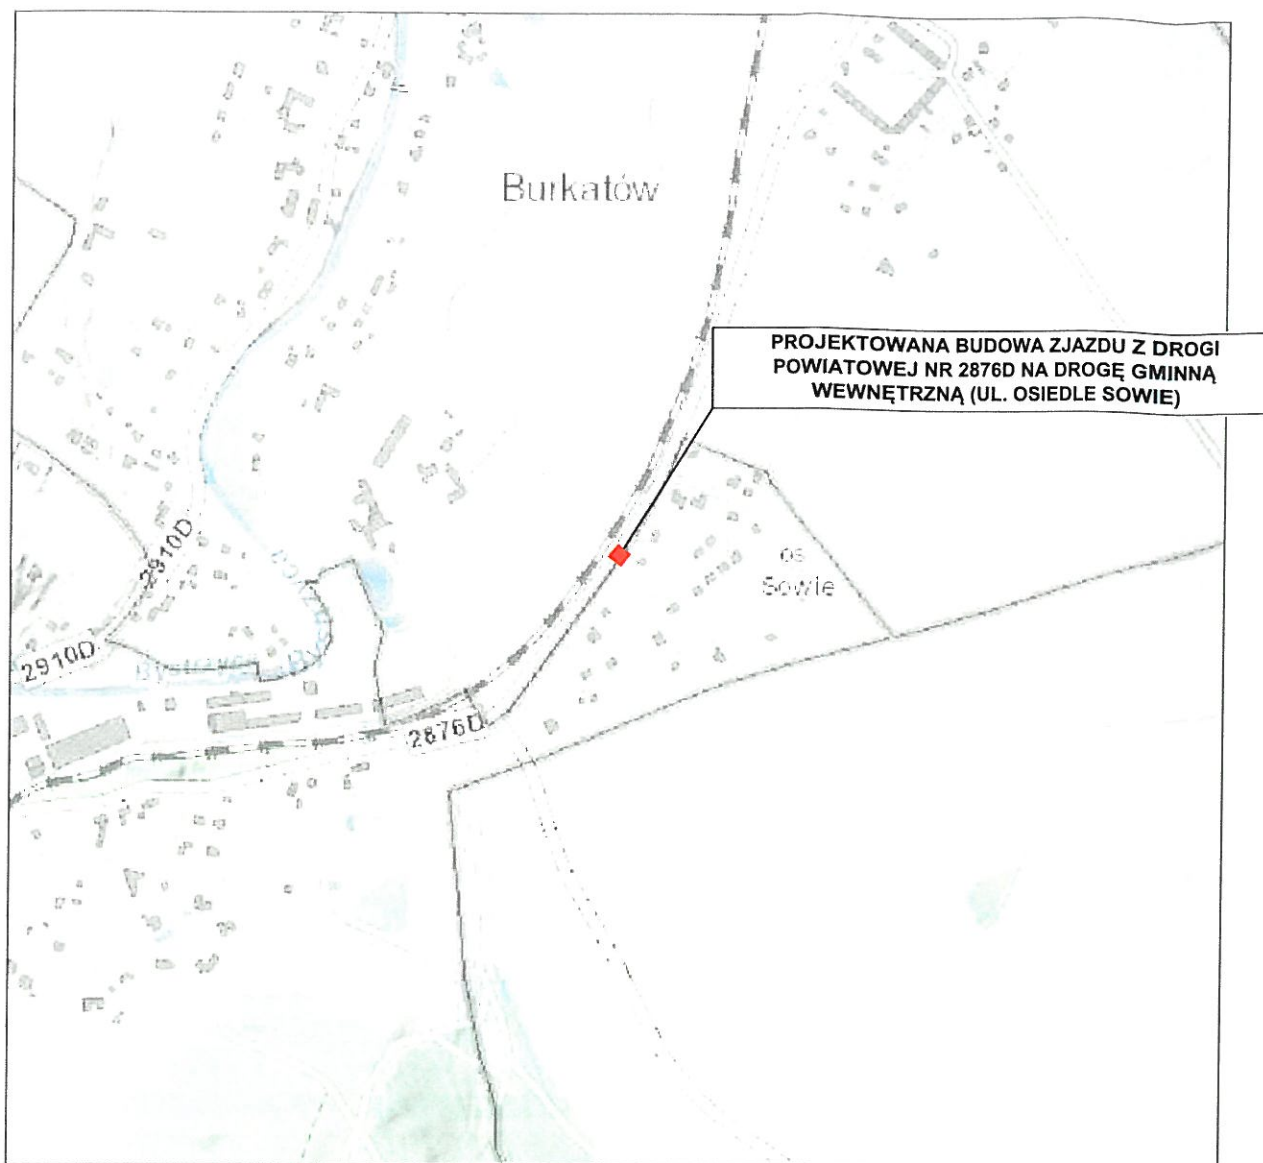 Burkatów
PROJEKTOWANA BUDOWA ZJAZDU Z DROGI
POWIATOWEJ NR 2876D NA DROGĘ GMINNĄ
WEWNĘTRZNĄ (UL. OSIEDLE SOWIE)
2910D
os
Sowie
2910D
Bystrzyca
2876D